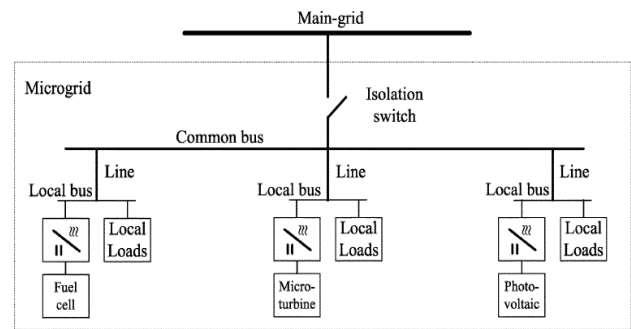 Main-grid
Microgrid
Isolation
switch
Common bus
Line
Line
Line
Local bus
Local bus
Local bus
Local
Loads
Local
Loads
Local
Loads
Fuel
cell
Micro-
turbine
Photo-
voltaic